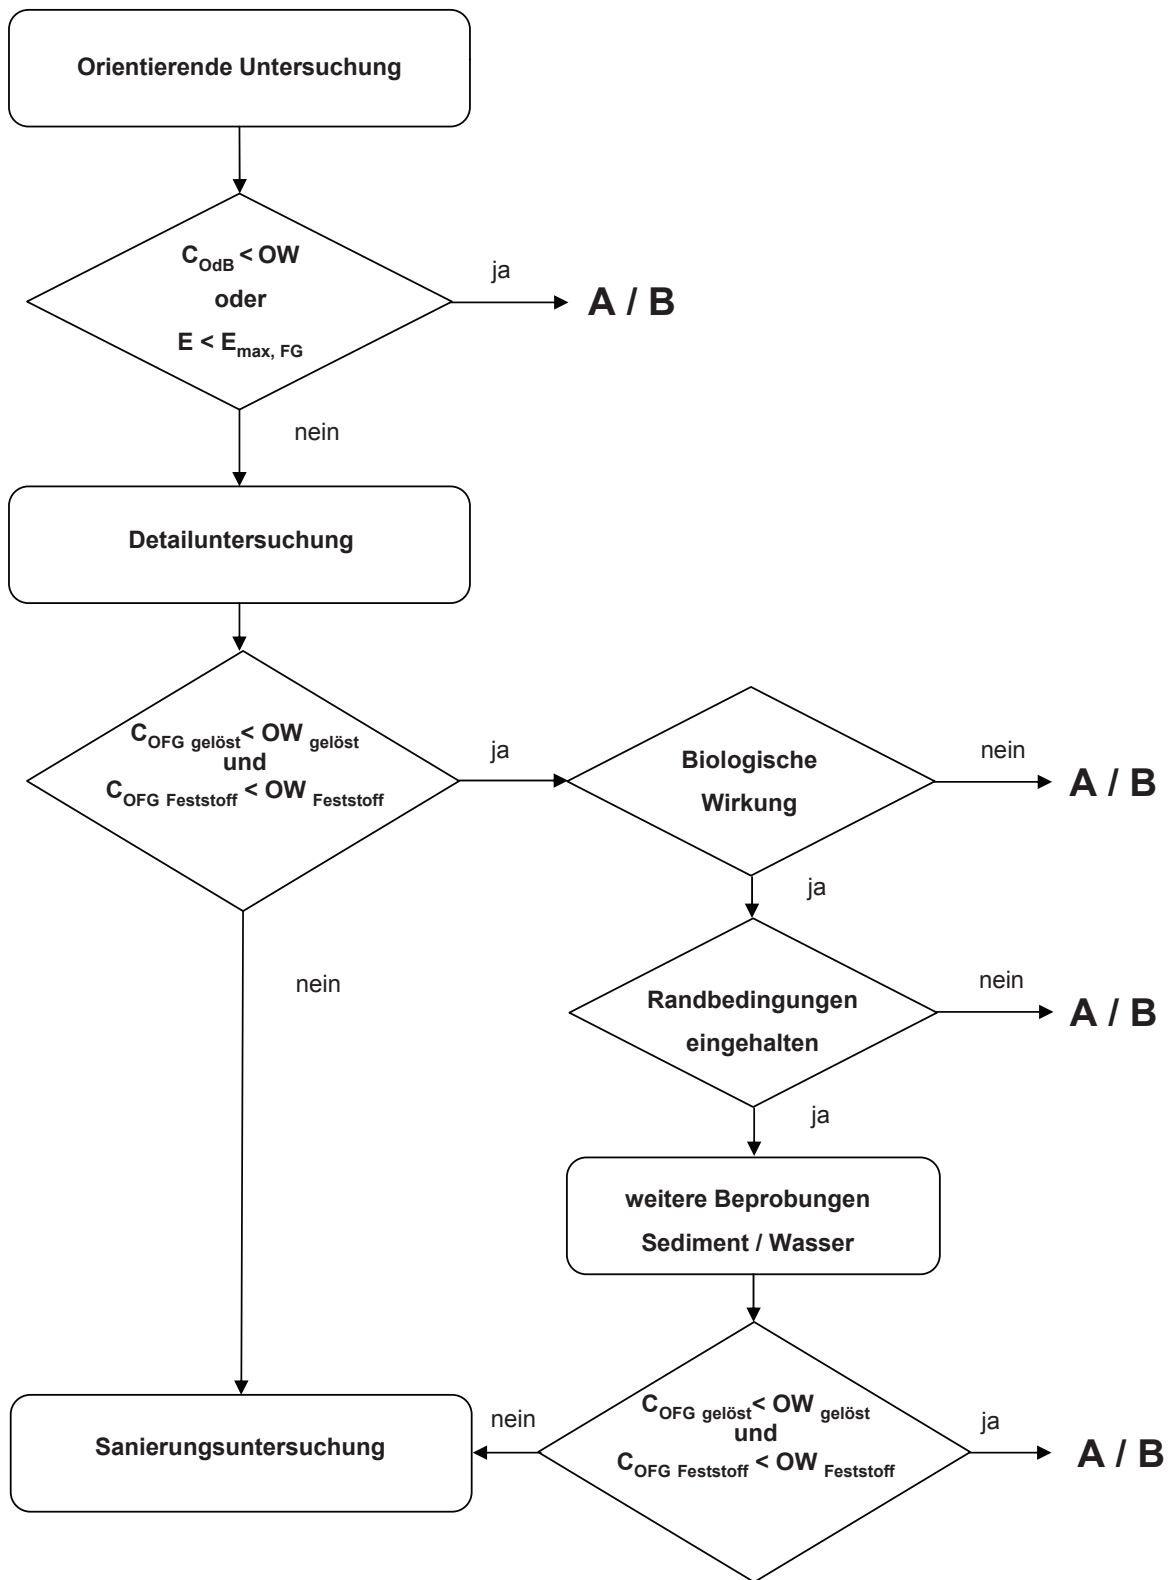 Orientierende Untersuchung
C_OdB < OW
oder
E < E_max, FG
ja
A / B
nein
Detailuntersuchung
C_OFG gelöst < OW gelöst
und
C_OFG Feststoff < OW Feststoff
ja
Biologische
Wirkung
nein
A / B
ja
nein
Randbedingungen
eingehalten
nein
A / B
ja
weitere Beprobungen
Sediment / Wasser
C_OFG gelöst < OW gelöst
und
C_OFG Feststoff < OW Feststoff
nein
ja
A / B
Sanierungsuntersuchung